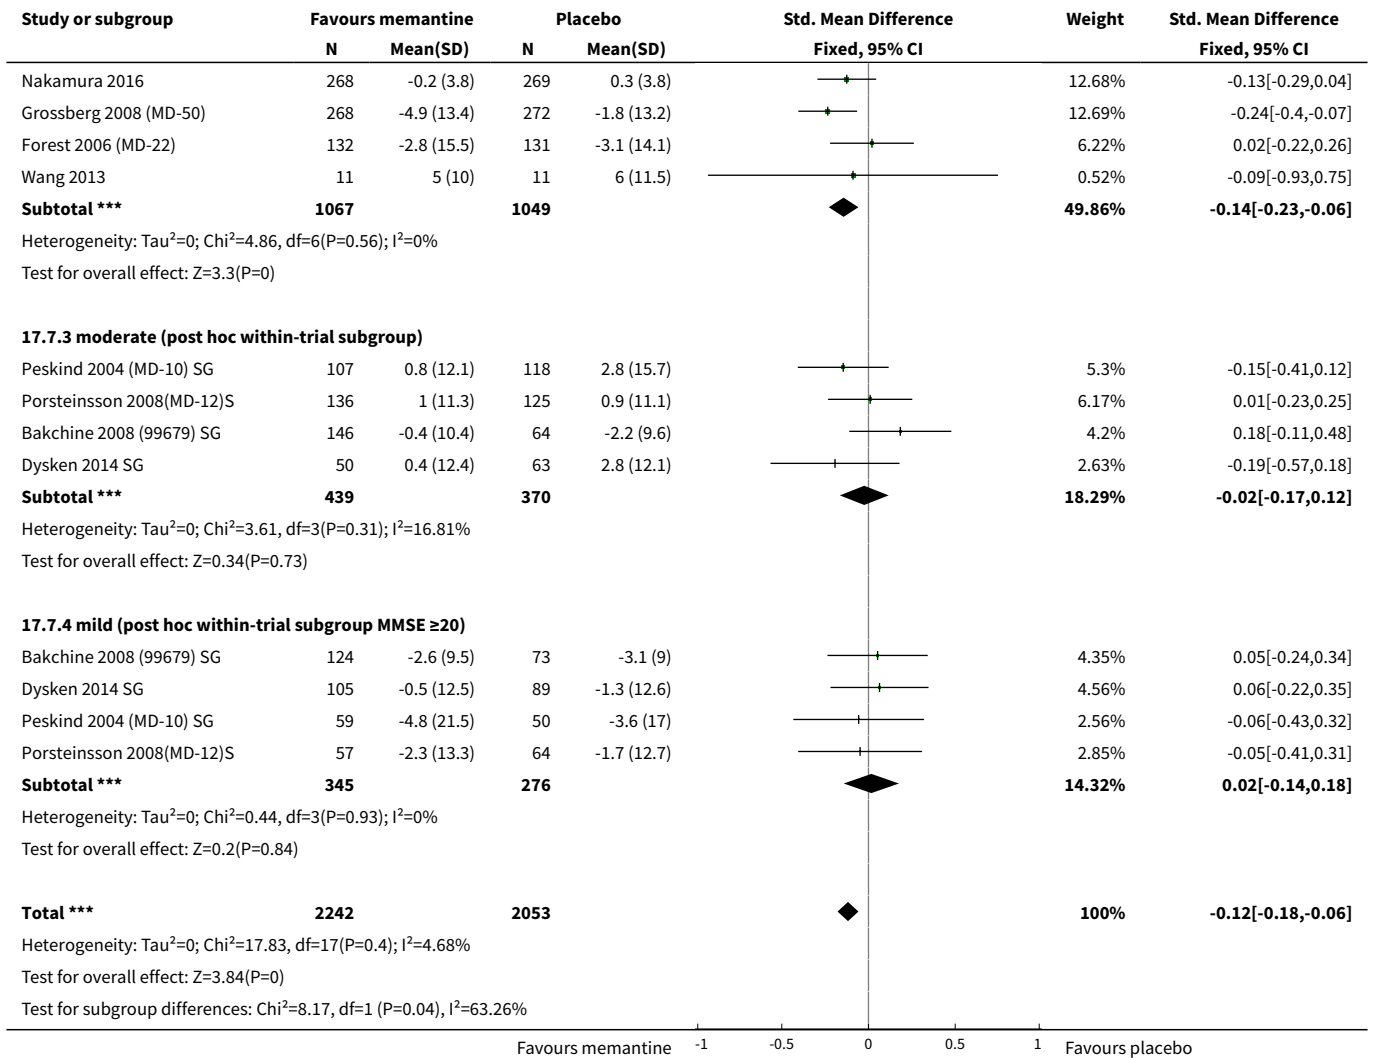 Study or subgroup Favours memantine Placebo Std. Mean Difference Weight Std. Mean Difference
N Mean(SD) N Mean(SD) Fixed, 95% CI Fixed, 95% CI
Nakamura 2016 268 -0.2 (3.8) 269 0.3 (3.8) 12.68% -0.13[-0.29,0.04]
Grossberg 2008 (MD-50) 268 -4.9 (13.4) 272 -1.8 (13.2) 12.69% -0.24[-0.4,-0.07]
Forest 2006 (MD-22) 132 -2.8 (15.5) 131 -3.1 (14.1) 6.22% 0.02[-0.22,0.26]
Wang 2013 11 5 (10) 11 6 (11.5) 0.52% -0.09[-0.93,0.75]
Subtotal *** 1067 1049 49.86% -0.14[-0.23,-0.06]
Heterogeneity: Tau²=0; Chi²=4.86, df=6(P=0.56); I²=0%
Test for overall effect: Z=3.3(P=0)
17.7.3 moderate (post hoc within-trial subgroup)
Peskind 2004 (MD-10) SG 107 0.8 (12.1) 118 2.8 (15.7) 5.3% -0.15[-0.41,0.12]
Porsteinsson 2008(MD-12)S 136 1 (11.3) 125 0.9 (11.1) 6.17% 0.01[-0.23,0.25]
Bakchine 2008 (99679) SG 146 -0.4 (10.4) 64 -2.2 (9.6) 4.2% 0.18[-0.11,0.48]
Dysken 2014 SG 50 0.4 (12.4) 63 2.8 (12.1) 2.63% -0.19[-0.57,0.18]
Subtotal *** 439 370 18.29% -0.02[-0.17,0.12]
Heterogeneity: Tau²=0; Chi²=3.61, df=3(P=0.31); I²=16.81%
Test for overall effect: Z=0.34(P=0.73)
17.7.4 mild (post hoc within-trial subgroup MMSE ≥20)
Bakchine 2008 (99679) SG 124 -2.6 (9.5) 73 -3.1 (9) 4.35% 0.05[-0.24,0.34]
Dysken 2014 SG 105 -0.5 (12.5) 89 -1.3 (12.6) 4.56% 0.06[-0.22,0.35]
Peskind 2004 (MD-10) SG 59 -4.8 (21.5) 50 -3.6 (17) 2.56% -0.06[-0.43,0.32]
Porsteinsson 2008(MD-12)S 57 -2.3 (13.3) 64 -1.7 (12.7) 2.85% -0.05[-0.41,0.31]
Subtotal *** 345 276 14.32% 0.02[-0.14,0.18]
Heterogeneity: Tau²=0; Chi²=0.44, df=3(P=0.93); I²=0%
Test for overall effect: Z=0.2(P=0.84)
Total *** 2242 2053 100% -0.12[-0.18,-0.06]
Heterogeneity: Tau²=0; Chi²=17.83, df=17(P=0.4); I²=4.68%
Test for overall effect: Z=3.84(P=0)
Test for subgroup differences: Chi²=8.17, df=1 (P=0.04), I²=63.26%
Favours memantine -1 -0.5 0 0.5 1 Favours placebo